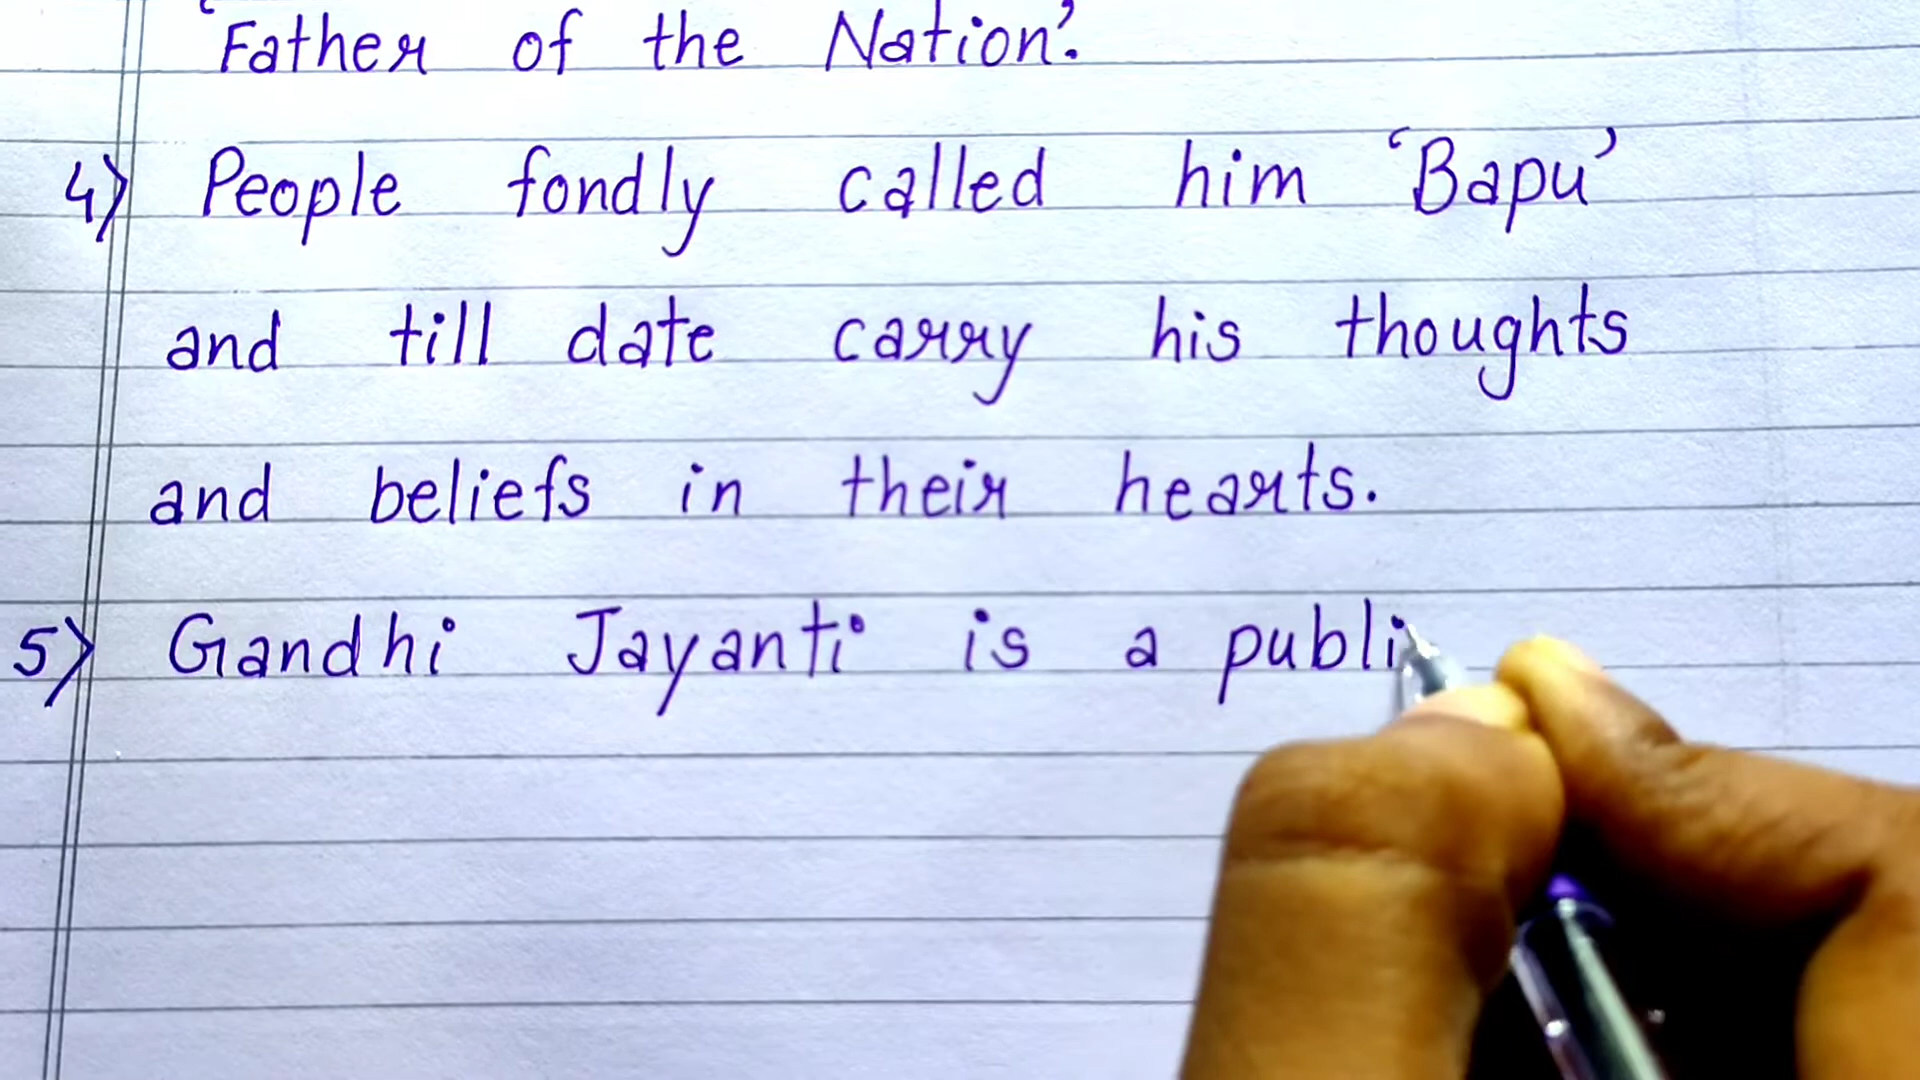 'Father of the Nation'.
4) People fondly called him 'Bapu'
and till date carry his thoughts
and beliefs in their hearts.
5) Gandhi Jayanti is a publi